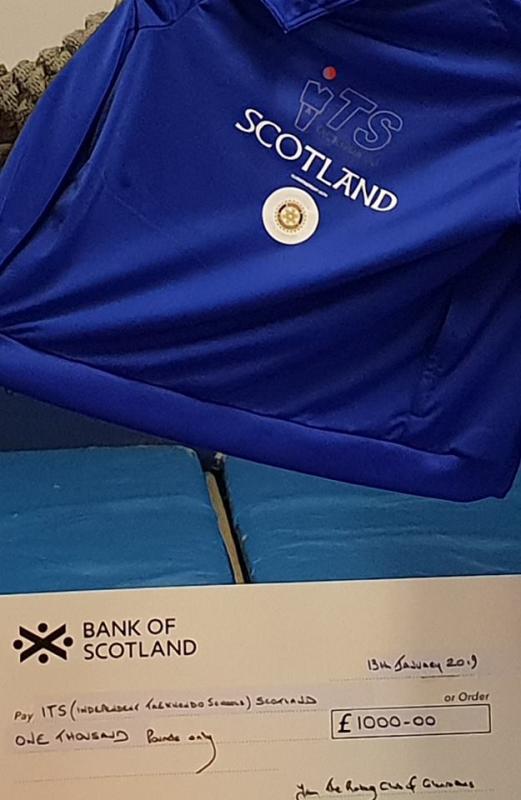 ITS
SCOTLAND
BANK OF
SCOTLAND
13th January 2019
Pay ITS (INDEPENDENT TAEKWONDO SCHOOLS) SCOTLAND
or Order
ONE THOUSAND Pounds only
£1000-00